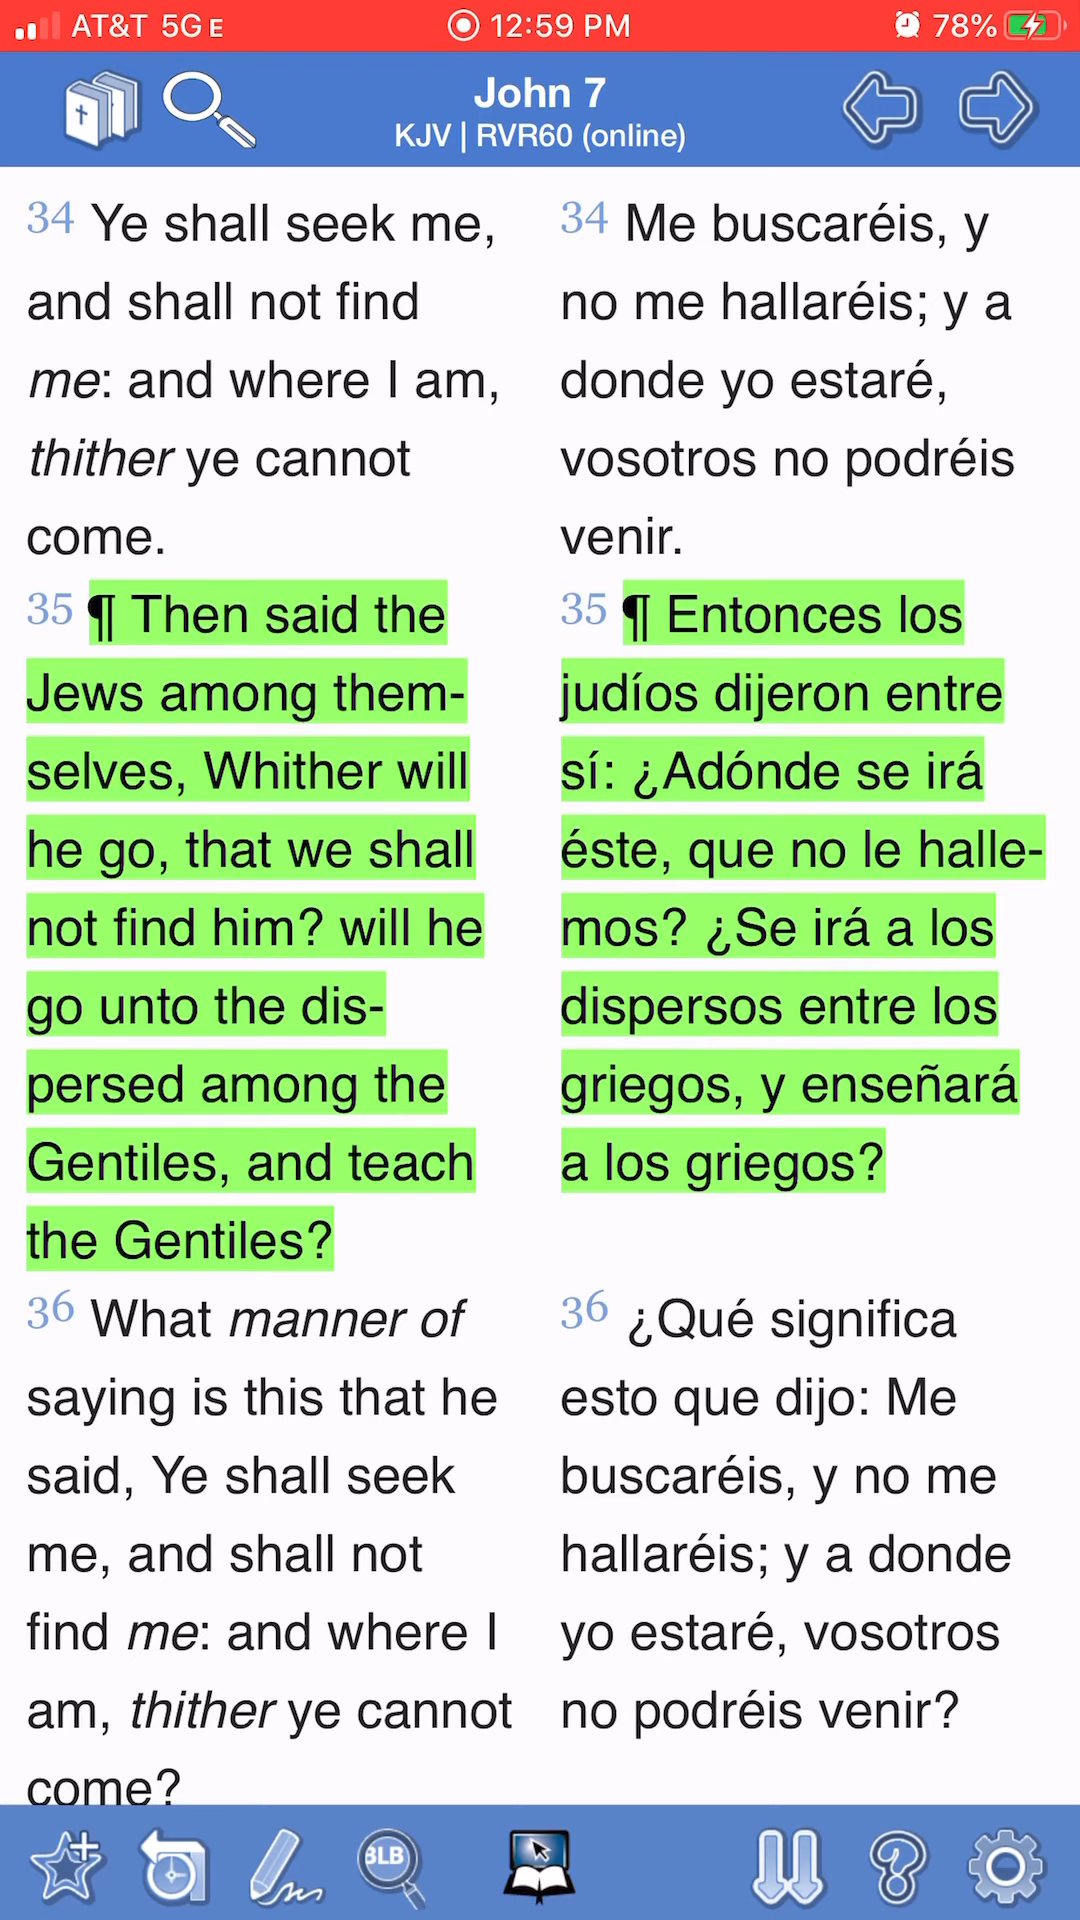 AT&T 5G E 12:59 PM 78%
John 7
KJV | RVR60 (online)
34 Ye shall seek me,
and shall not find
me: and where I am,
thither ye cannot
come.
35 ¶ Then said the
Jews among them-
selves, Whither will
he go, that we shall
not find him? will he
go unto the dis-
persed among the
Gentiles, and teach
the Gentiles?
36 What manner of
saying is this that he
said, Ye shall seek
me, and shall not
find me: and where I
am, thither ye cannot
come?
34 Me buscaréis, y
no me hallaréis; y a
donde yo estaré,
vosotros no podréis
venir.
35 ¶ Entonces los
judíos dijeron entre
sí: ¿Adónde se irá
éste, que no le halle-
mos? ¿Se irá a los
dispersos entre los
griegos, y enseñará
a los griegos?
36 ¿Qué significa
esto que dijo: Me
buscaréis, y no me
hallaréis; y a donde
yo estaré, vosotros
no podréis venir?
BLB